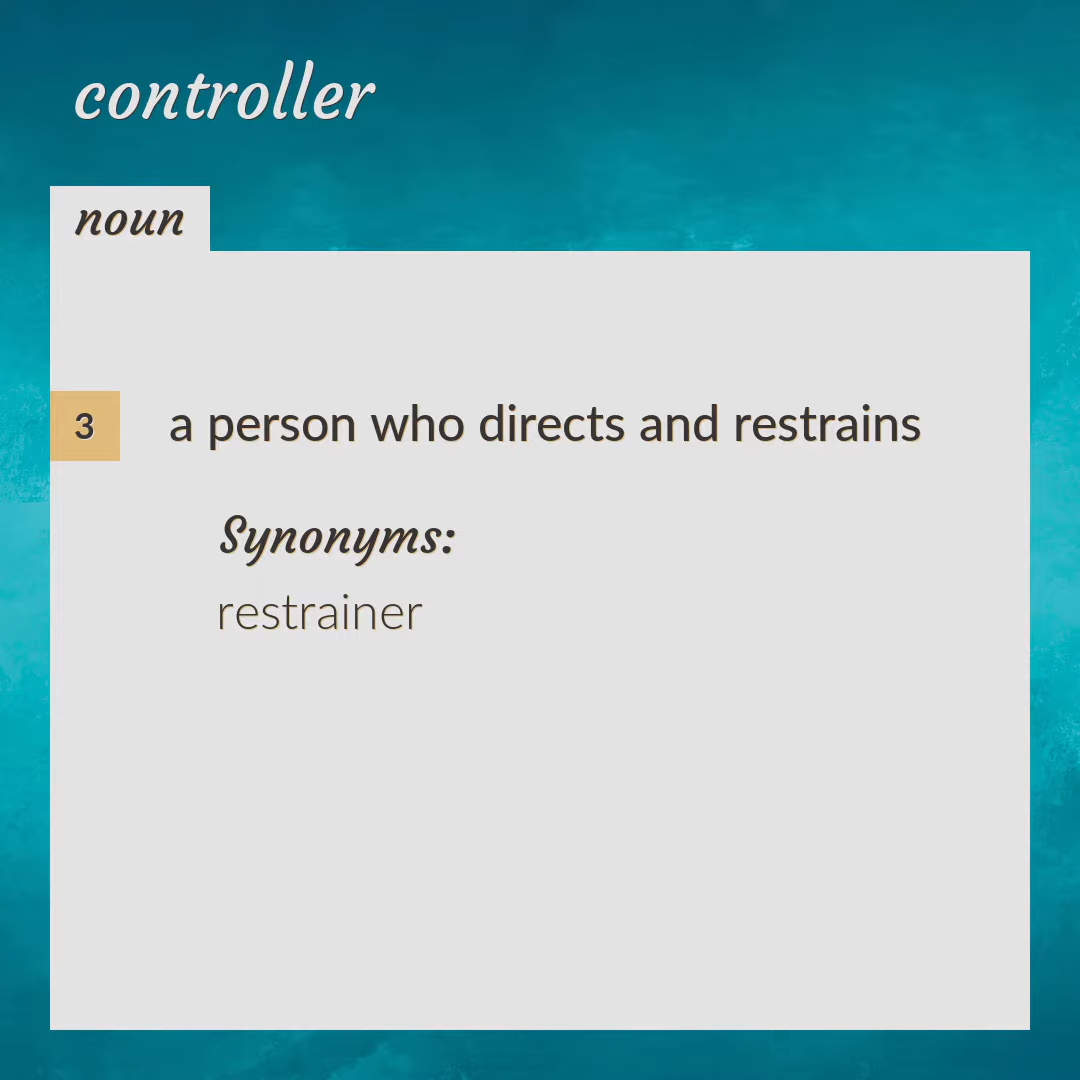 controller
noun
3 a person who directs and restrains
Synonyms:
restrainer